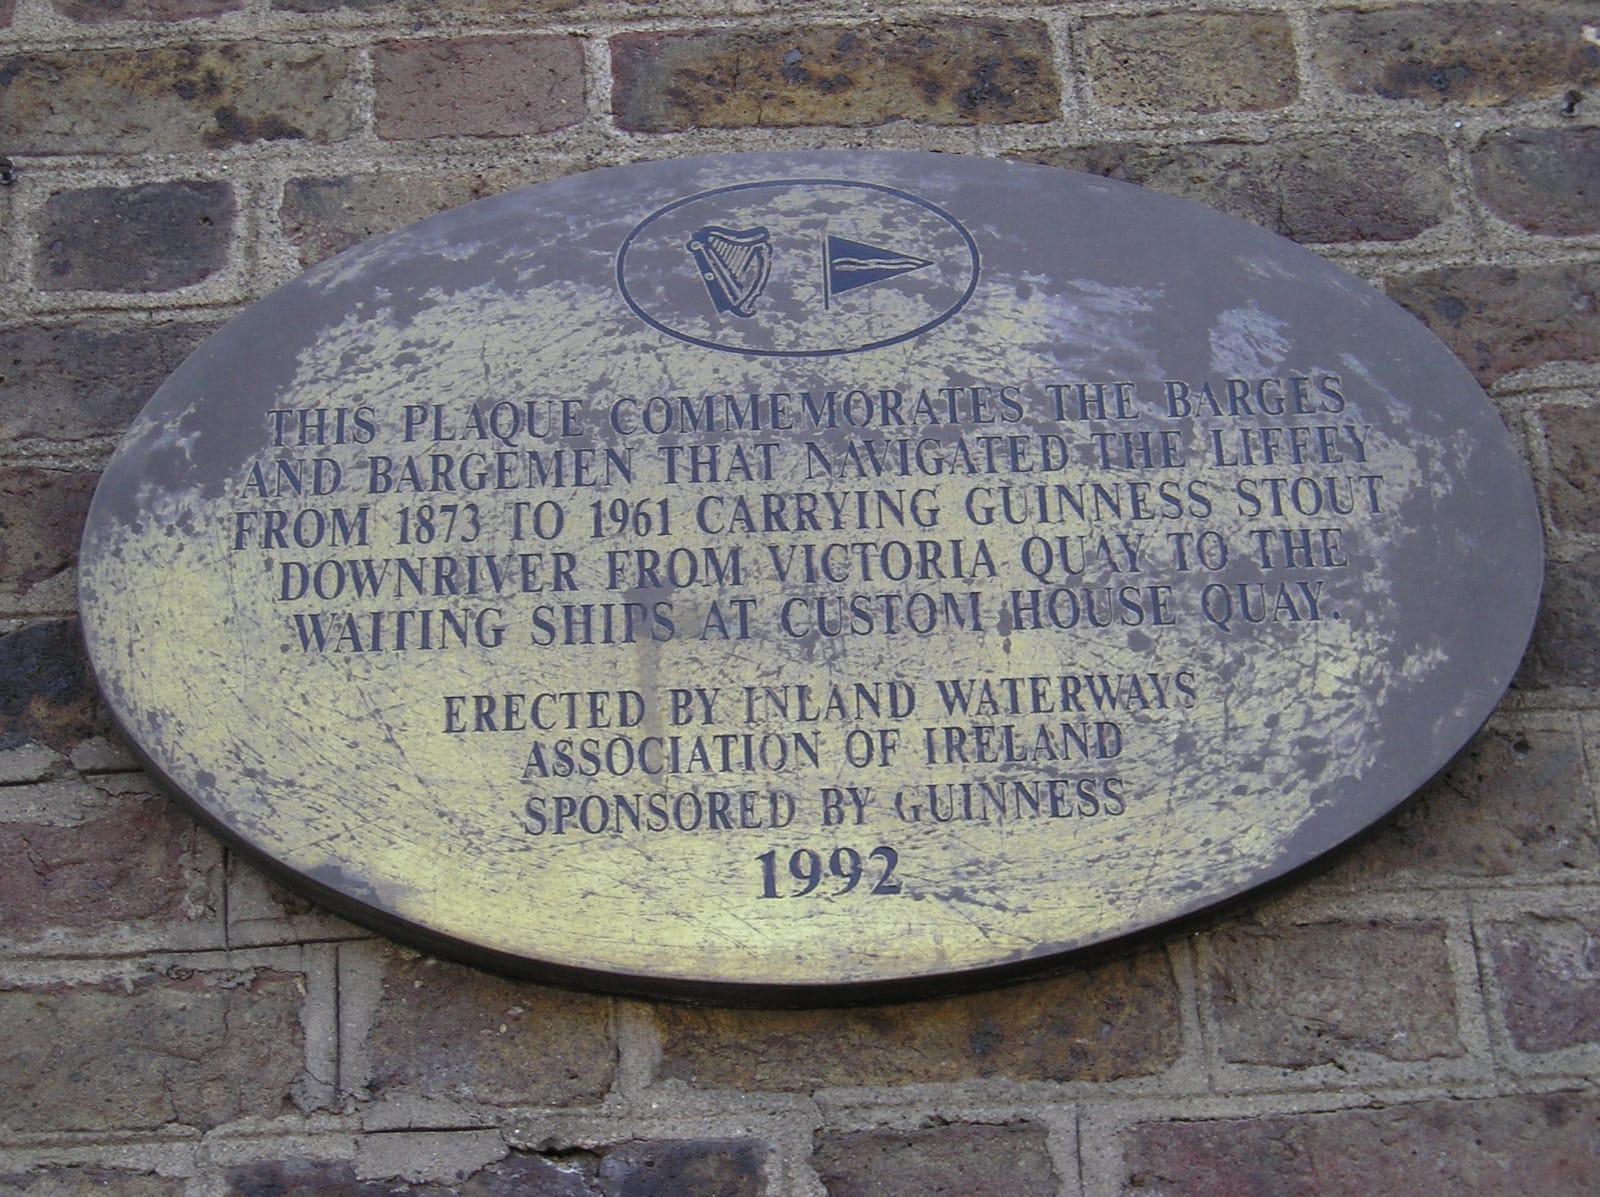 THIS PLAQUE COMMEMORATES THE BARGES
AND BARGEMEN THAT NAVIGATED THE LIFFEY
FROM 1873 TO 1961 CARRYING GUINNESS STOUT
DOWNRIVER FROM VICTORIA QUAY TO THE
WAITING SHIPS AT CUSTOM HOUSE QUAY.
ERECTED BY INLAND WATERWAYS
ASSOCIATION OF IRELAND
SPONSORED BY GUINNESS
1992